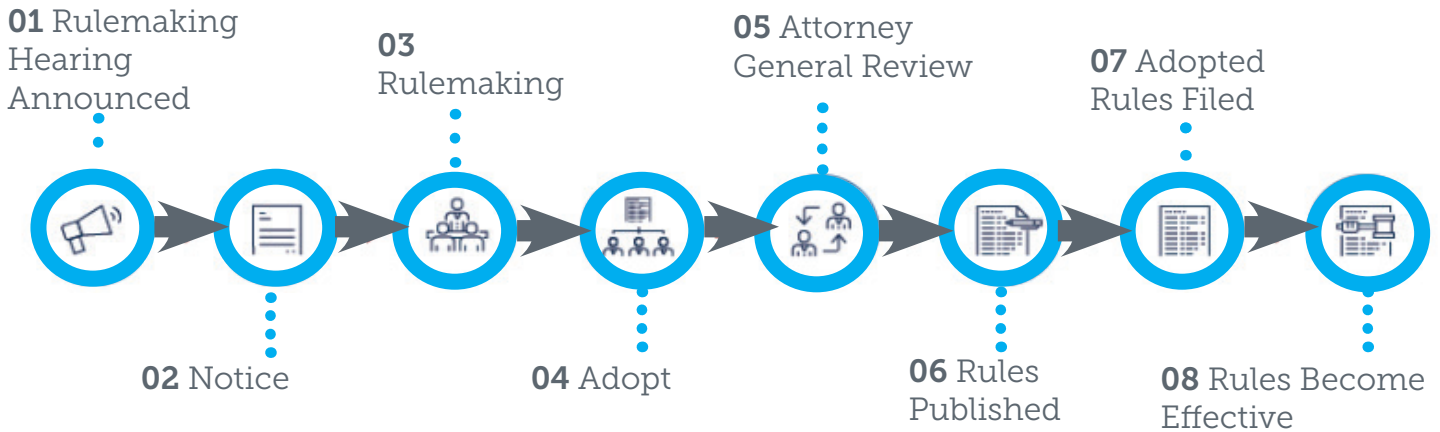 01 Rulemaking
Hearing
Announced
02 Notice
03
Rulemaking
04 Adopt
05 Attorney
General Review
06 Rules
Published
07 Adopted
Rules Filed
08 Rules Become
Effective